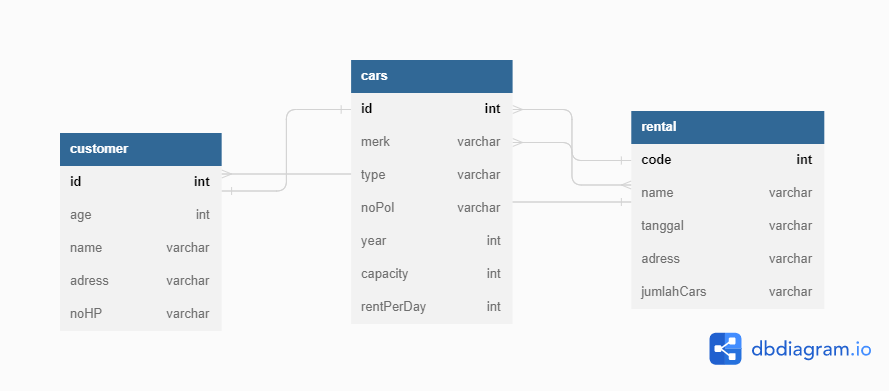 customer
id int
age int
name varchar
adress varchar
noHP varchar
cars
id int
merk varchar
type varchar
noPol varchar
year int
capacity int
rentPerDay int
rental
code int
name varchar
tanggal varchar
adress varchar
jumlahCars varchar
dbdiagram.io